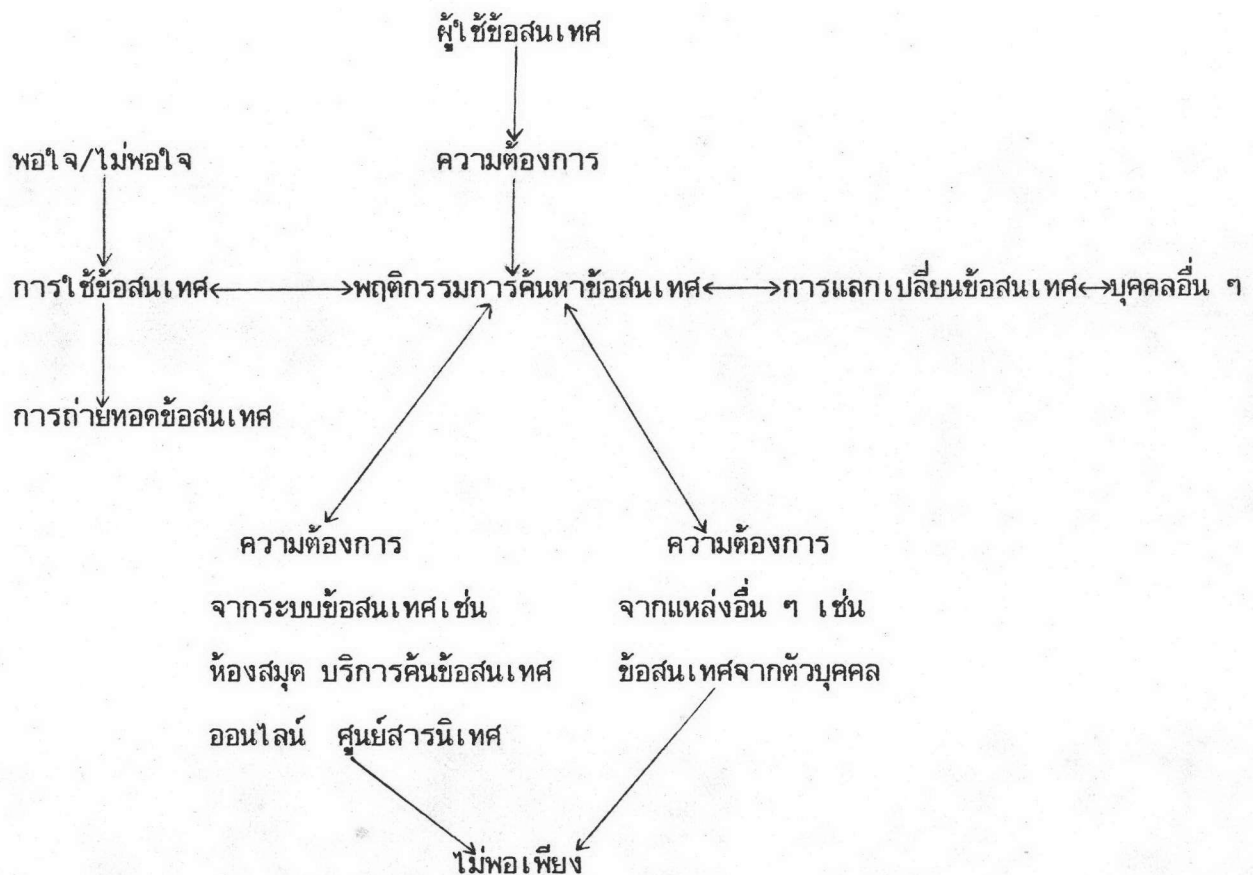 ผู้ใช้ข้อสนเทศ
พอใจ/ไม่พอใจ ความต้องการ
การใช้ข้อสนเทศ พฤติกรรมการค้นหาข้อสนเทศ การแลกเปลี่ยนข้อสนเทศ บุคคลอื่น ๆ
การถ่ายทอดข้อสนเทศ
ความต้องการ
จากระบบข้อสนเทศเช่น
ห้องสมุด บริการค้นข้อสนเทศ
ออนไลน์ ศูนย์สารนิเทศ
ความต้องการ
จากแหล่งอื่น ๆ เช่น
ข้อสนเทศจากตัวบุคคล
ไม่พอเพียง